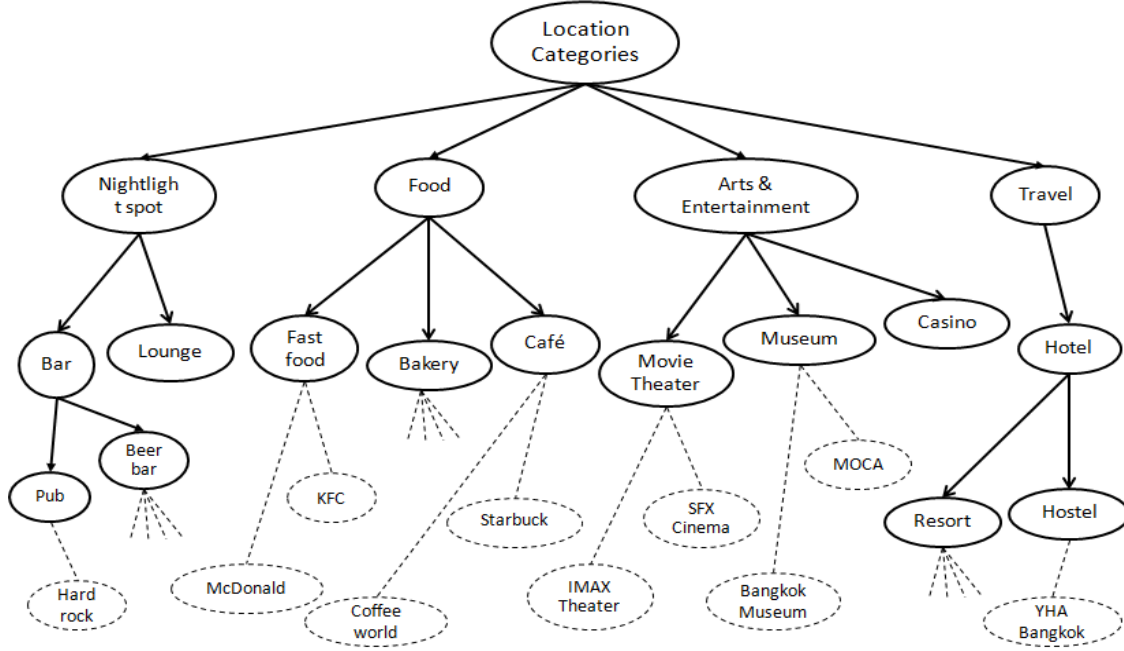 Location
Categories
Nightligh
t spot
Food
Arts &
Entertainment
Travel
Bar
Lounge
Fast
food
Bakery
Café
Movie
Theater
Museum
Casino
Hotel
Pub
Beer
bar
KFC
Starbuck
SFX
Cinema
MOCA
Resort
Hostel
Hard
rock
McDonald
Coffee
world
IMAX
Theater
Bangkok
Museum
YHA
Bangkok